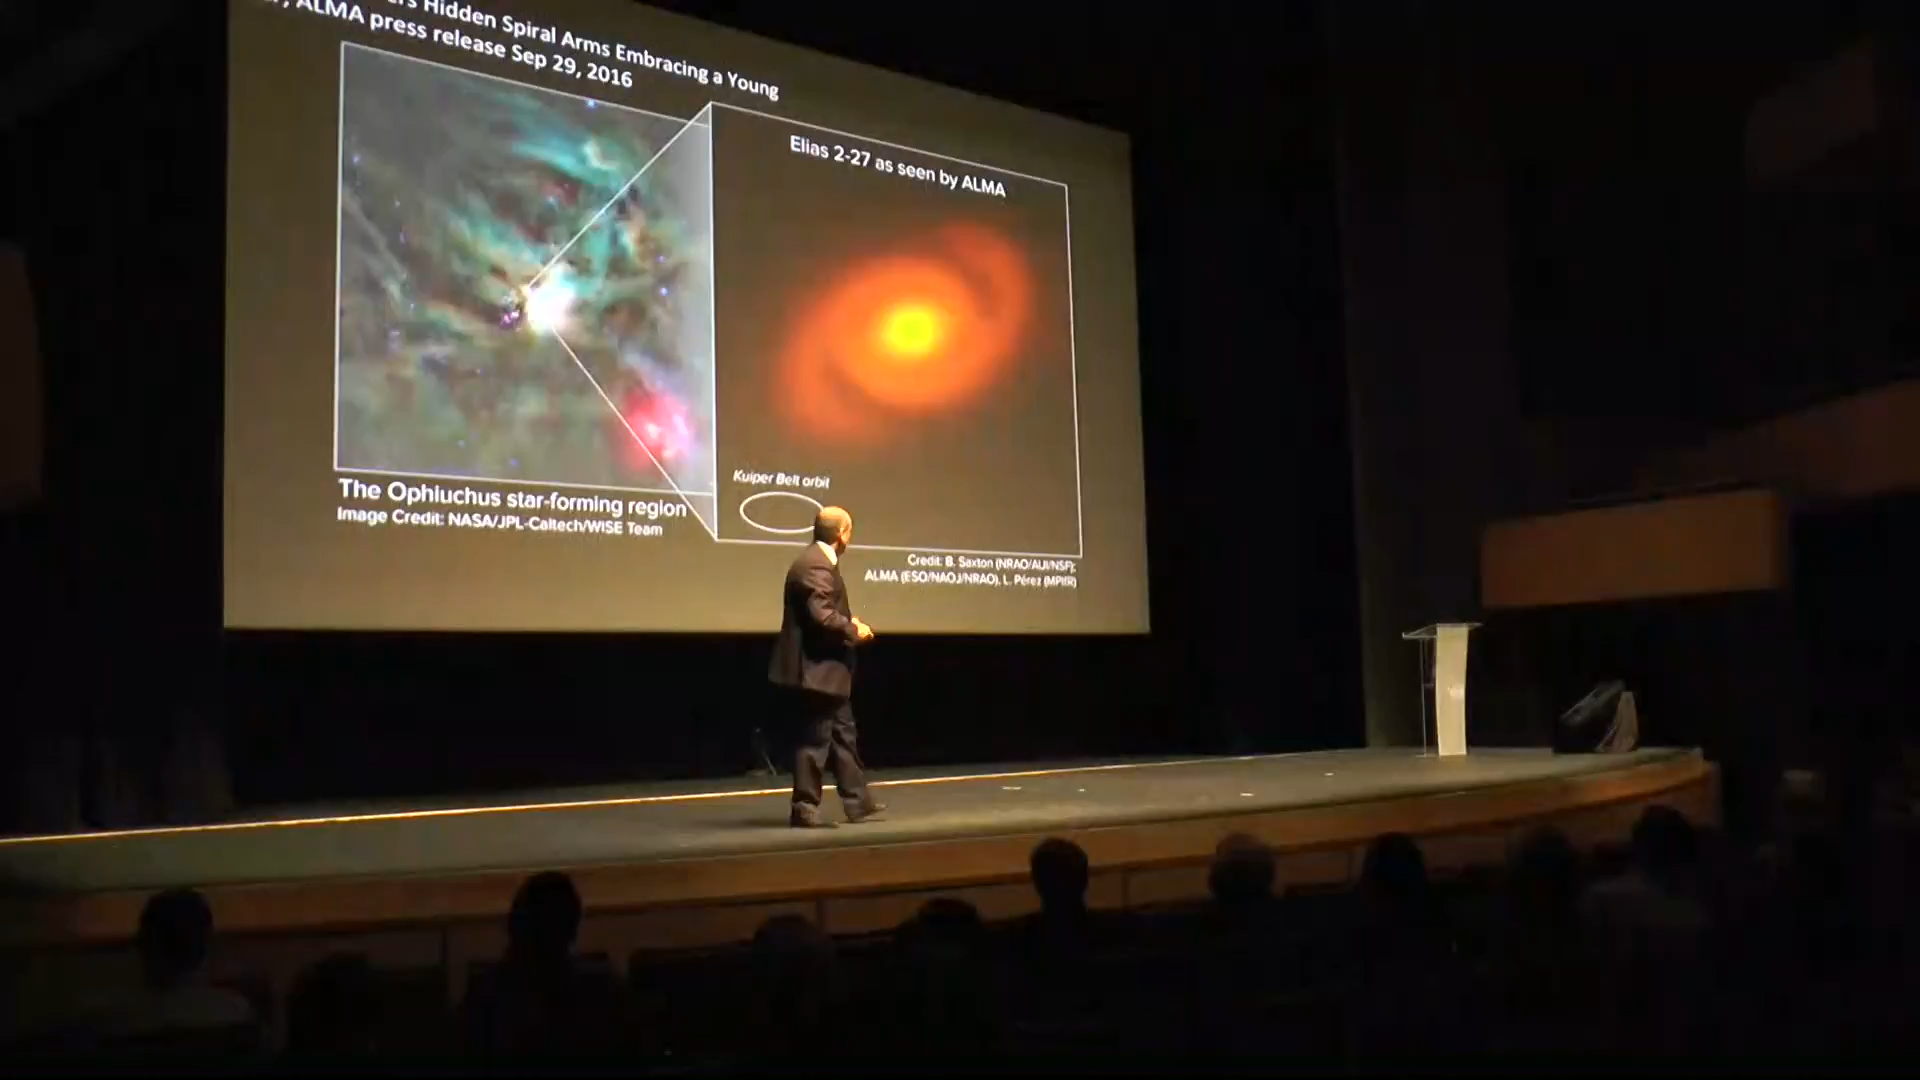 Hidden Spiral Arms Embracing a Young
ALMA press release Sep 29, 2016
Elias 2-27 as seen by ALMA
Kuiper Belt orbit
The Ophiuchus star-forming region
Image Credit: NASA/JPL-Caltech/WISE Team
Credit: B. Saxton (NRAO/AUI/NSF);
ALMA (ESO/NAOJ/NRAO), L. Pérez (MPIfR)